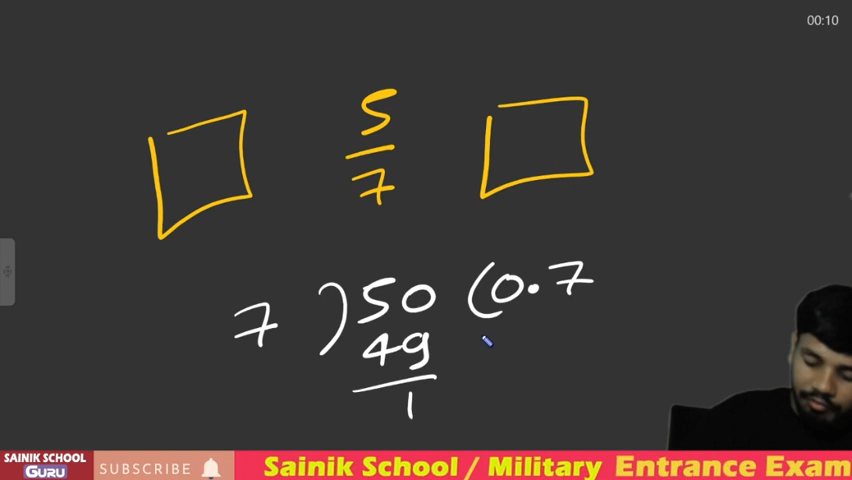 00:10
5
7
7 ) 50 ( 0.7
49
1
SAINIK SCHOOL
GURU
SUBSCRIBE
Sainik School / Military Entrance Exam